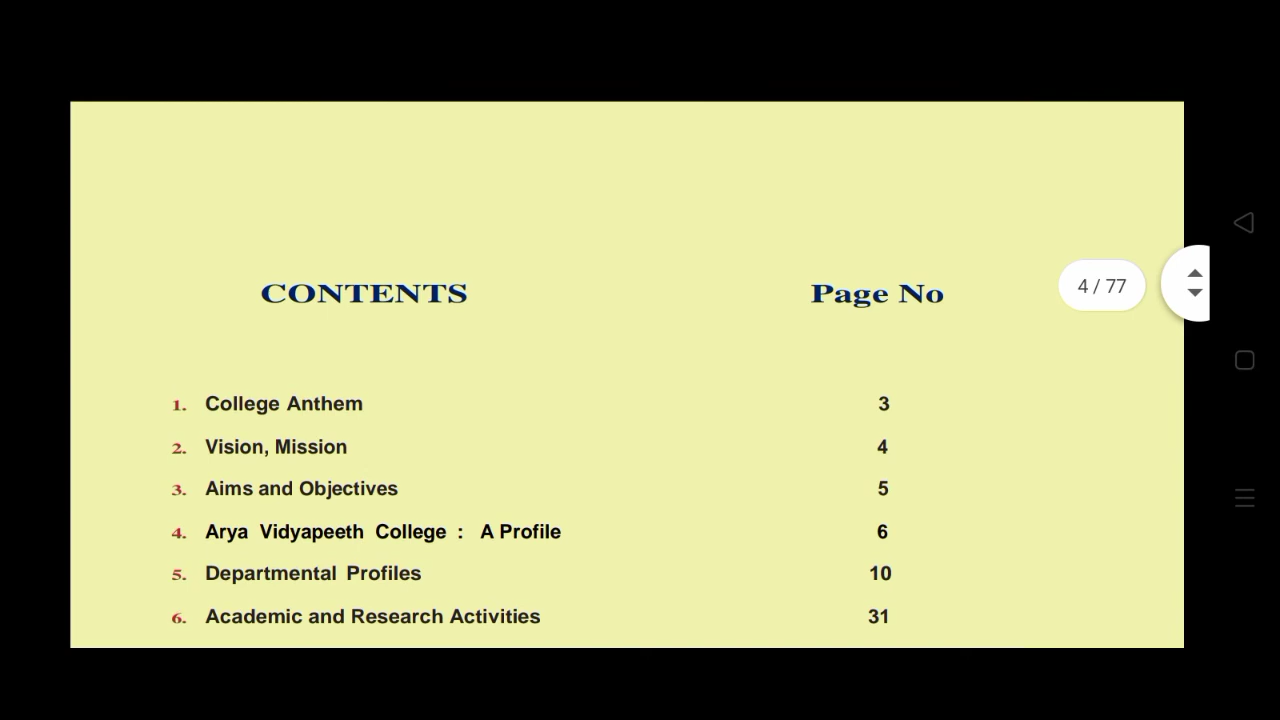 CONTENTS Page No
4 / 77
1. College Anthem 3
2. Vision, Mission 4
3. Aims and Objectives 5
4. Arya Vidyapeeth College : A Profile 6
5. Departmental Profiles 10
6. Academic and Research Activities 31